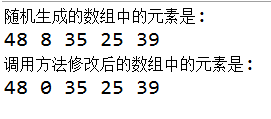 随机生成的数组中的元素是:
48 8 35 25 39
调用方法修改后的数组中的元素是:
48 0 35 25 39